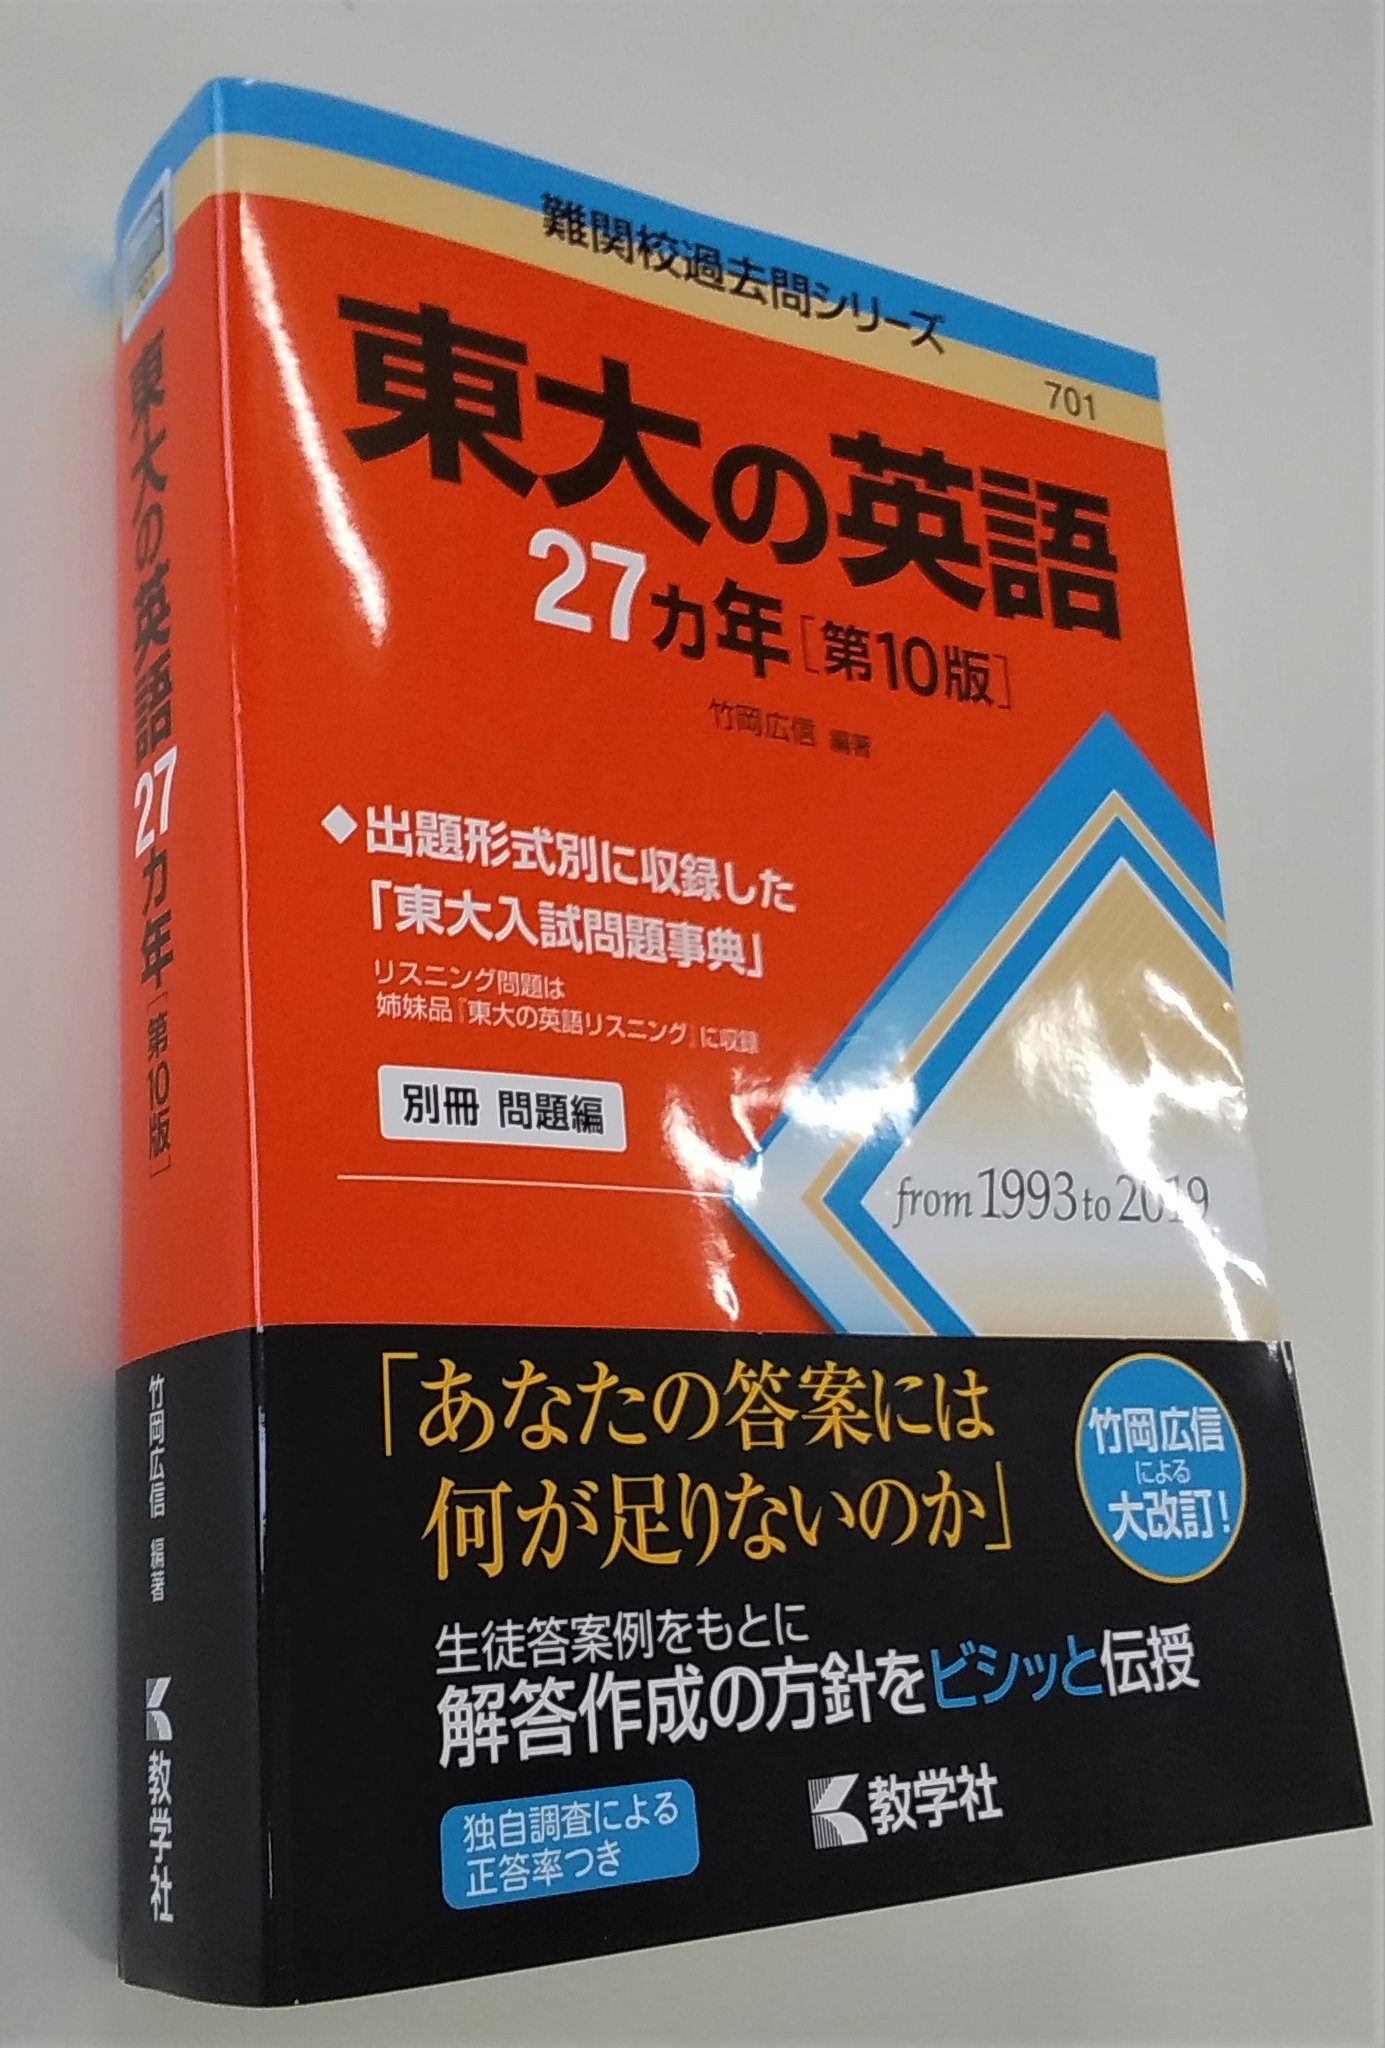 難関校過去問シリーズ
701
東大の英語
27カ年[第10版]
竹岡広信 編著
◆出題形式別に収録した
「東大入試問題事典」
リスニング問題は
姉妹品『東大の英語リスニング』に収録
別冊 問題編
from 1993 to 2019
「あなたの答案には
何が足りないのか」
竹岡広信
による
大改訂!
生徒答案例をもとに
解答作成の方針をビシッと伝授
独自調査による
正答率つき
教学社
東大の英語27カ年[第10版]
竹岡広信 編著
教学社